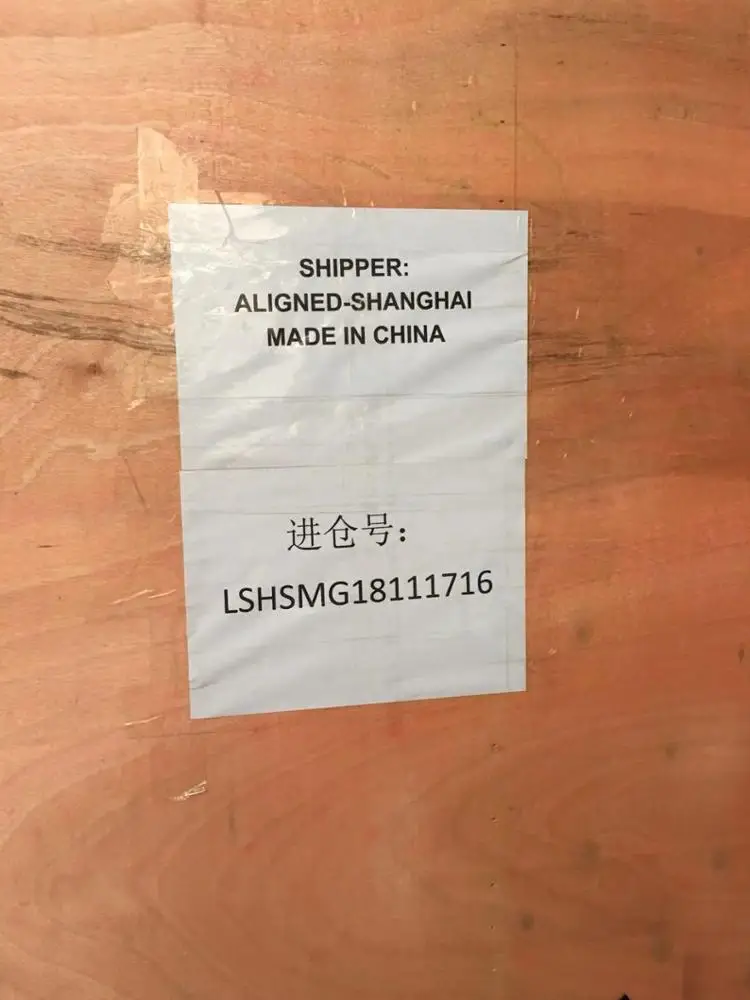 SHIPPER:
ALIGNED-SHANGHAI
MADE IN CHINA
进仓号：
LSHSMG18111716